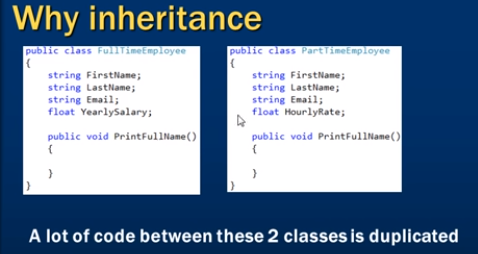 Why inheritance
public class FullTimeEmployee
{
string FirstName;
string LastName;
string Email;
float YearlySalary;
public void PrintFullName()
{
}
}
public class PartTimeEmployee
{
string FirstName;
string LastName;
string Email;
float HourlyRate;
public void PrintFullName()
{
}
}
A lot of code between these 2 classes is duplicated